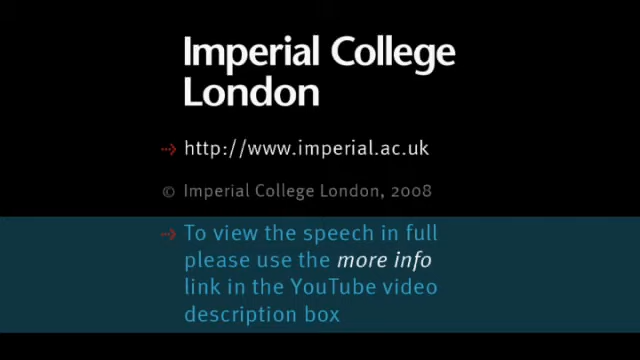 Imperial College
London
http://www.imperial.ac.uk
© Imperial College London, 2008
To view the speech in full
please use the more info
link in the YouTube video
description box